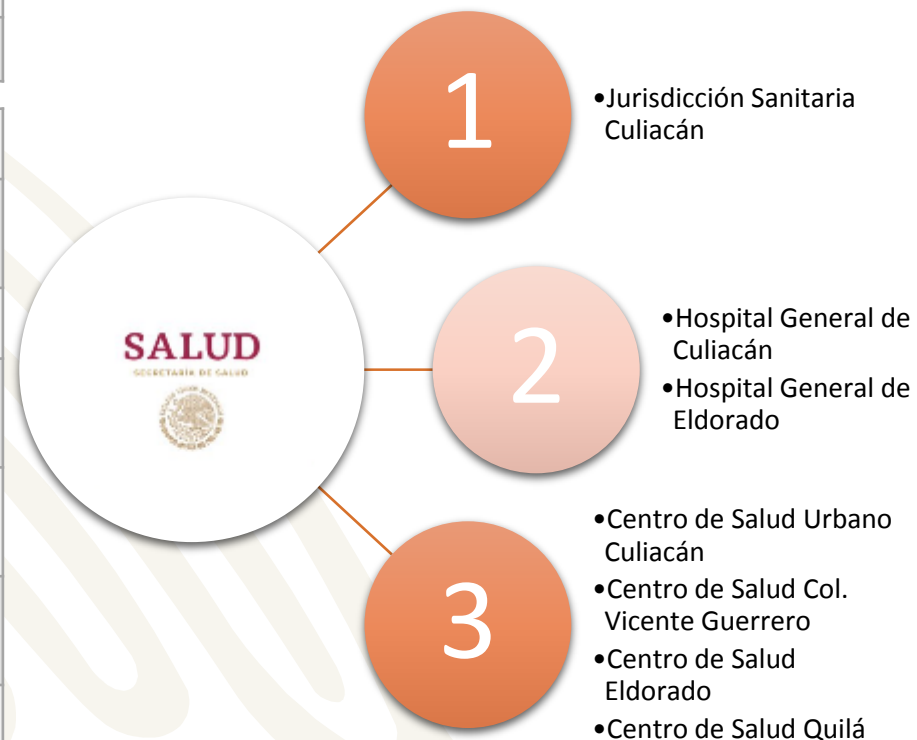 1
•Jurisdicción Sanitaria
Culiacán
SALUD
SECRETARÍA DE SALUD
2
•Hospital General de
Culiacán
•Hospital General de
Eldorado
3
•Centro de Salud Urbano
Culiacán
•Centro de Salud Col.
Vicente Guerrero
•Centro de Salud
Eldorado
•Centro de Salud Quilá